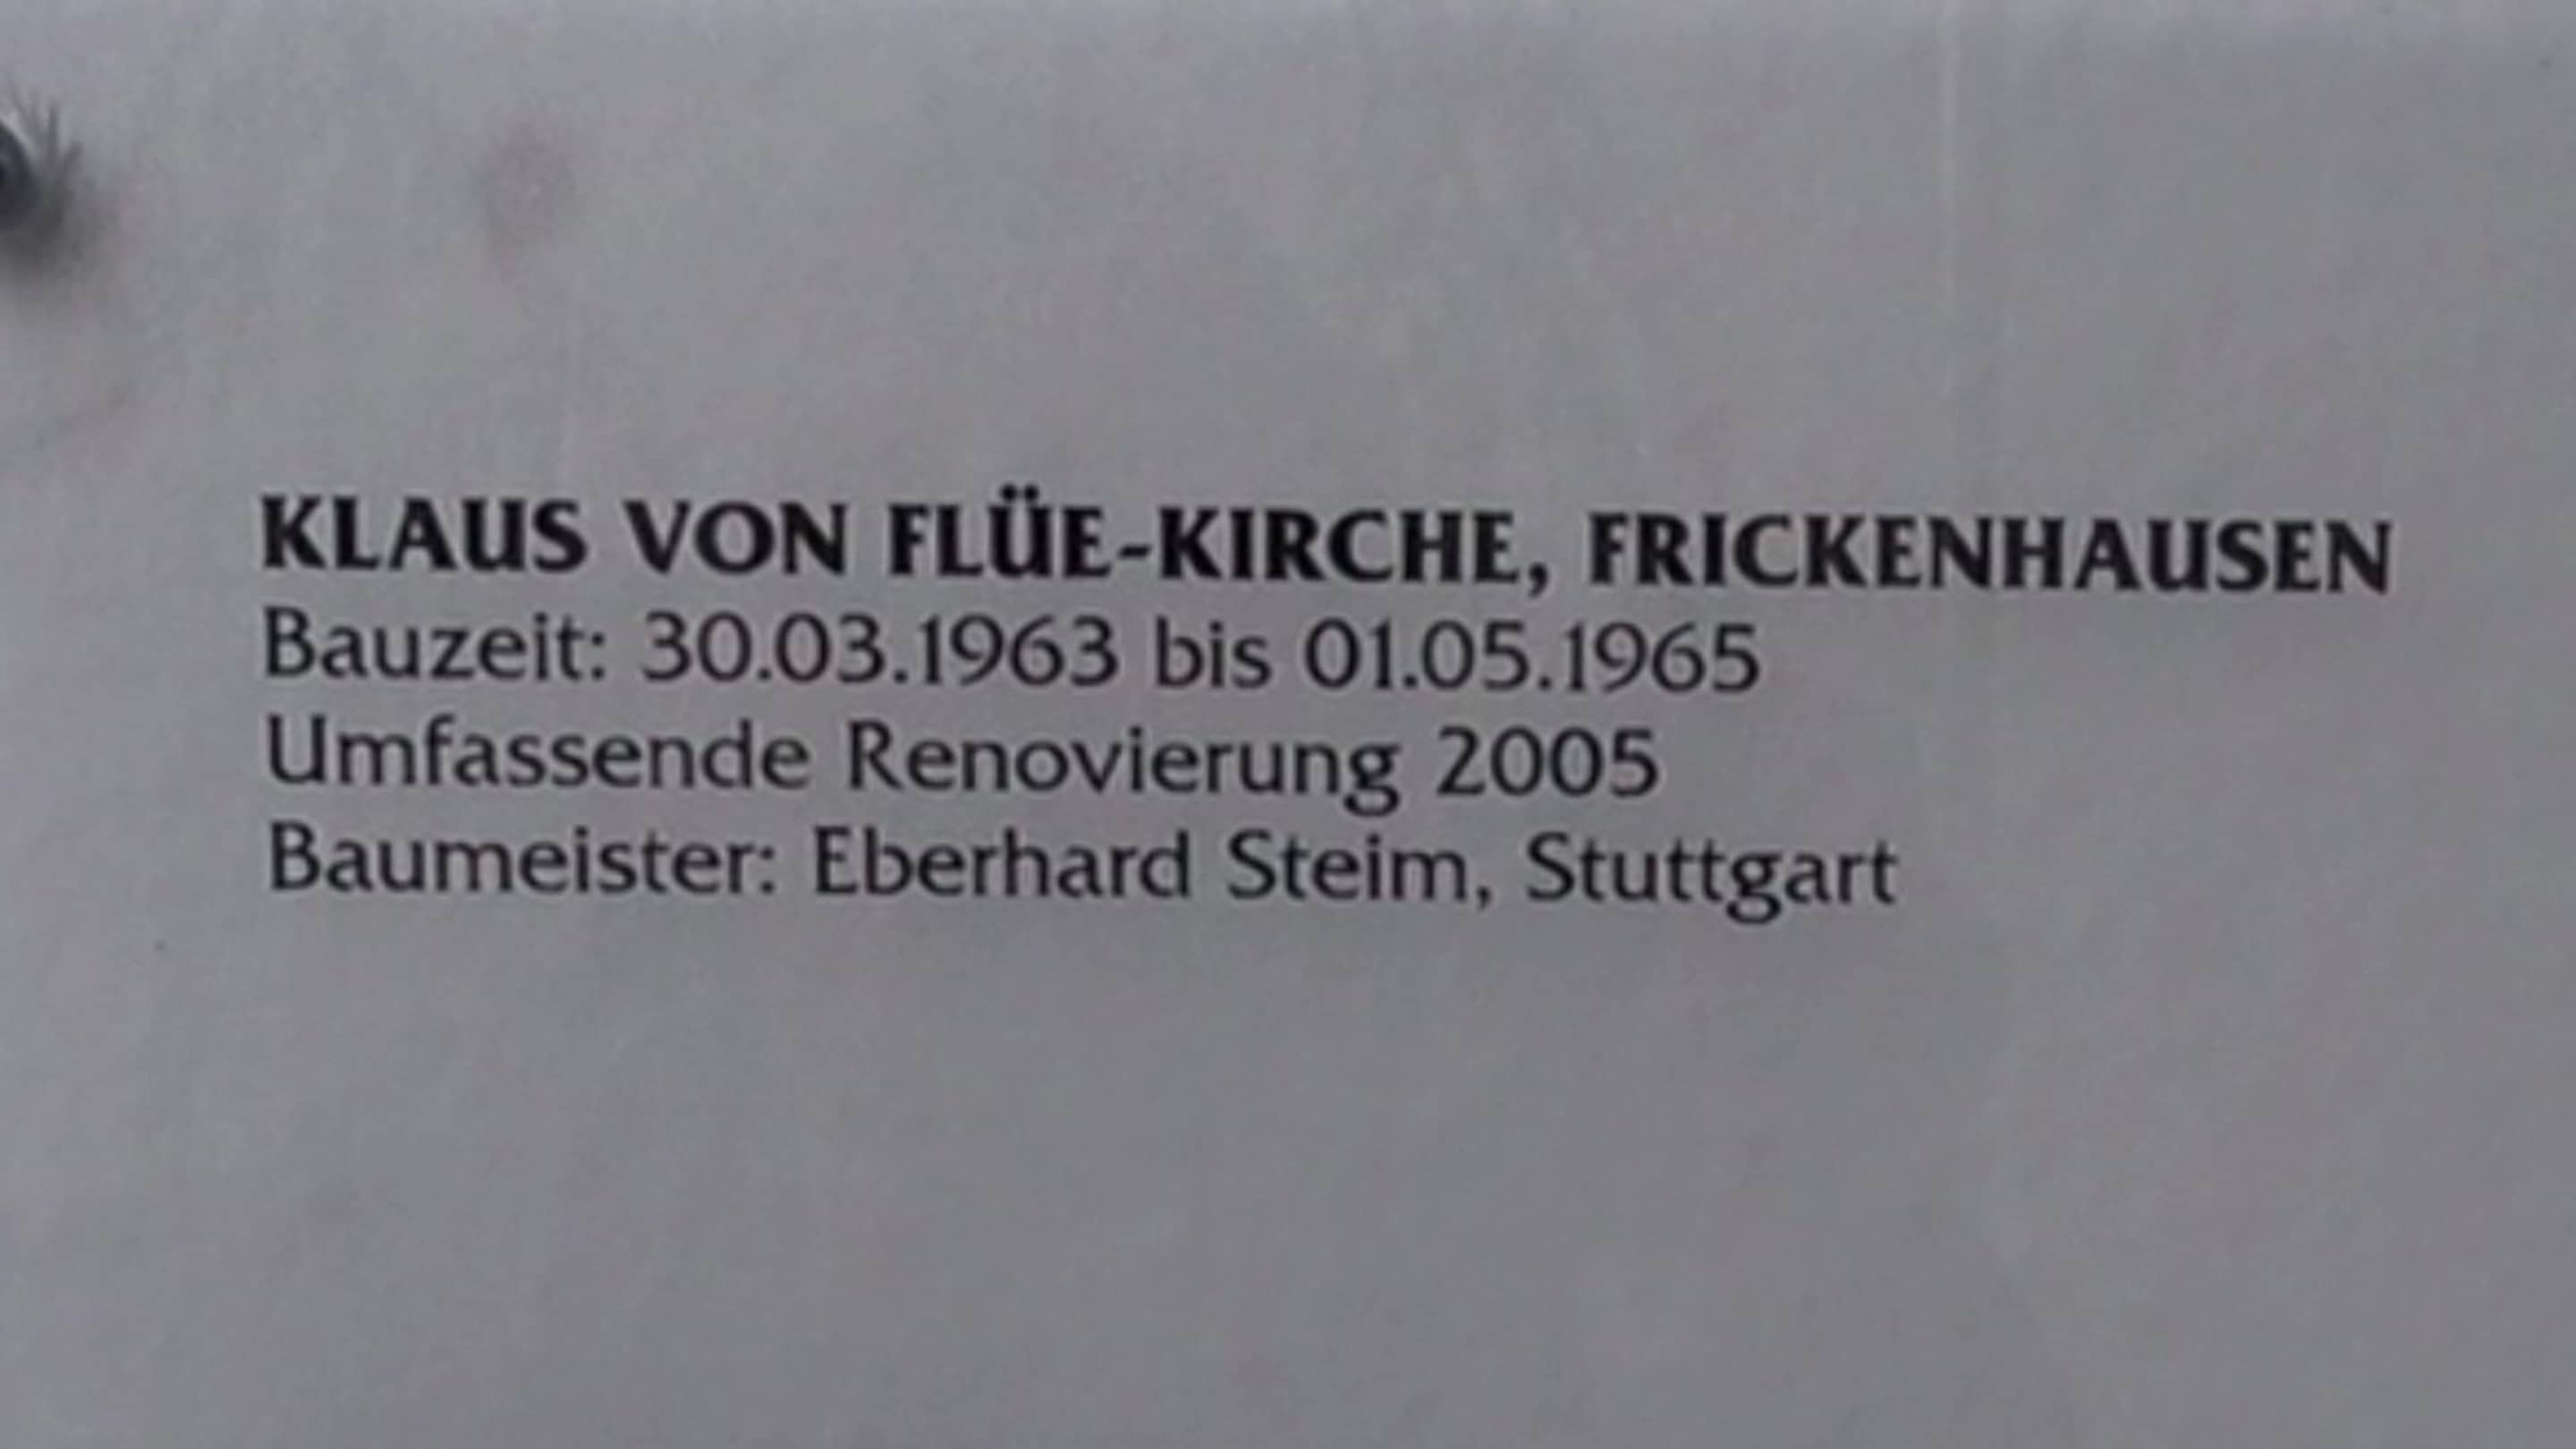 KLAUS VON FLÜE-KIRCHE, FRICKENHAUSEN
Bauzeit: 30.03.1963 bis 01.05.1965
Umfassende Renovierung 2005
Baumeister: Eberhard Steim, Stuttgart